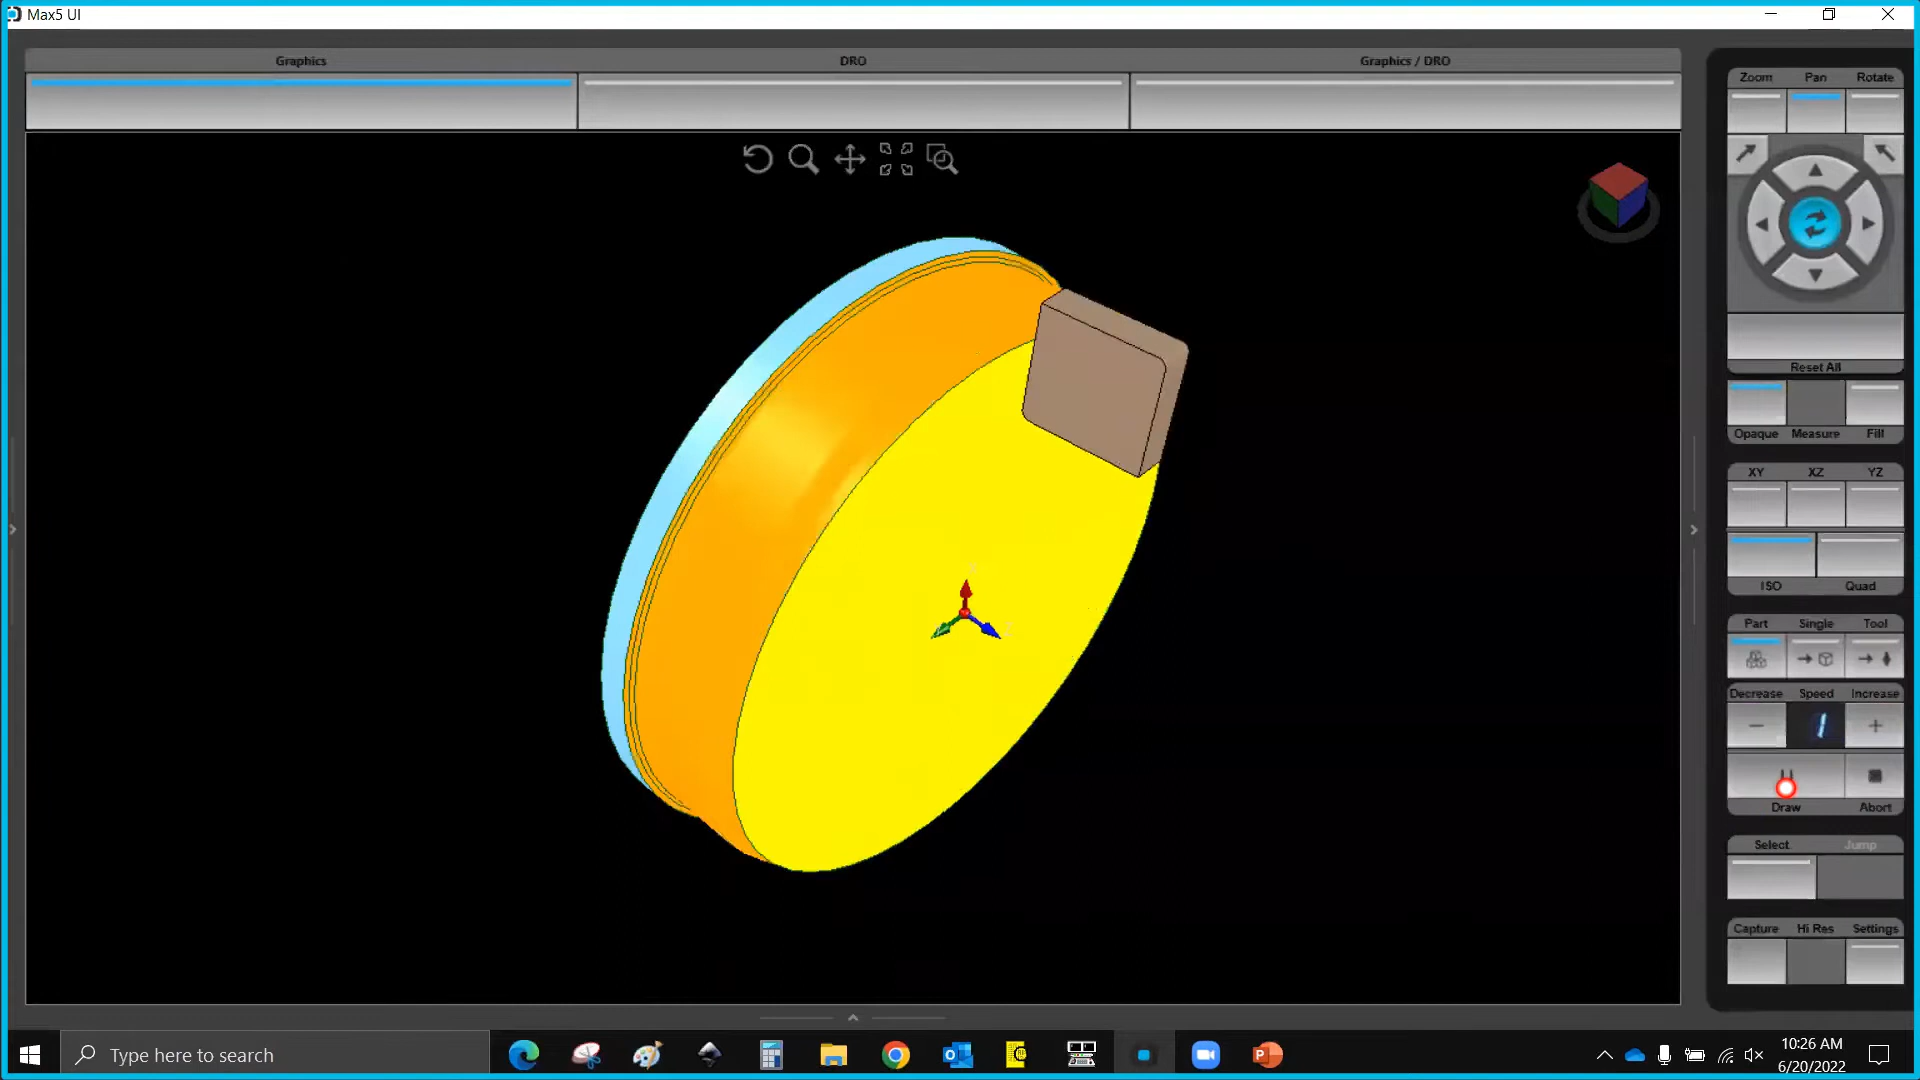 Max5 UI
Graphics
DRO
Graphics / DRO
Zoom Pan Rotate
Reset All
Opaque Measure Fill
XY XZ YZ
ISO Quad
Part Single Tool
Decrease Speed Increase
1
Draw Abort
Select Jump
Capture Hi Res Settings
Type here to search
10:26 AM
6/20/2022